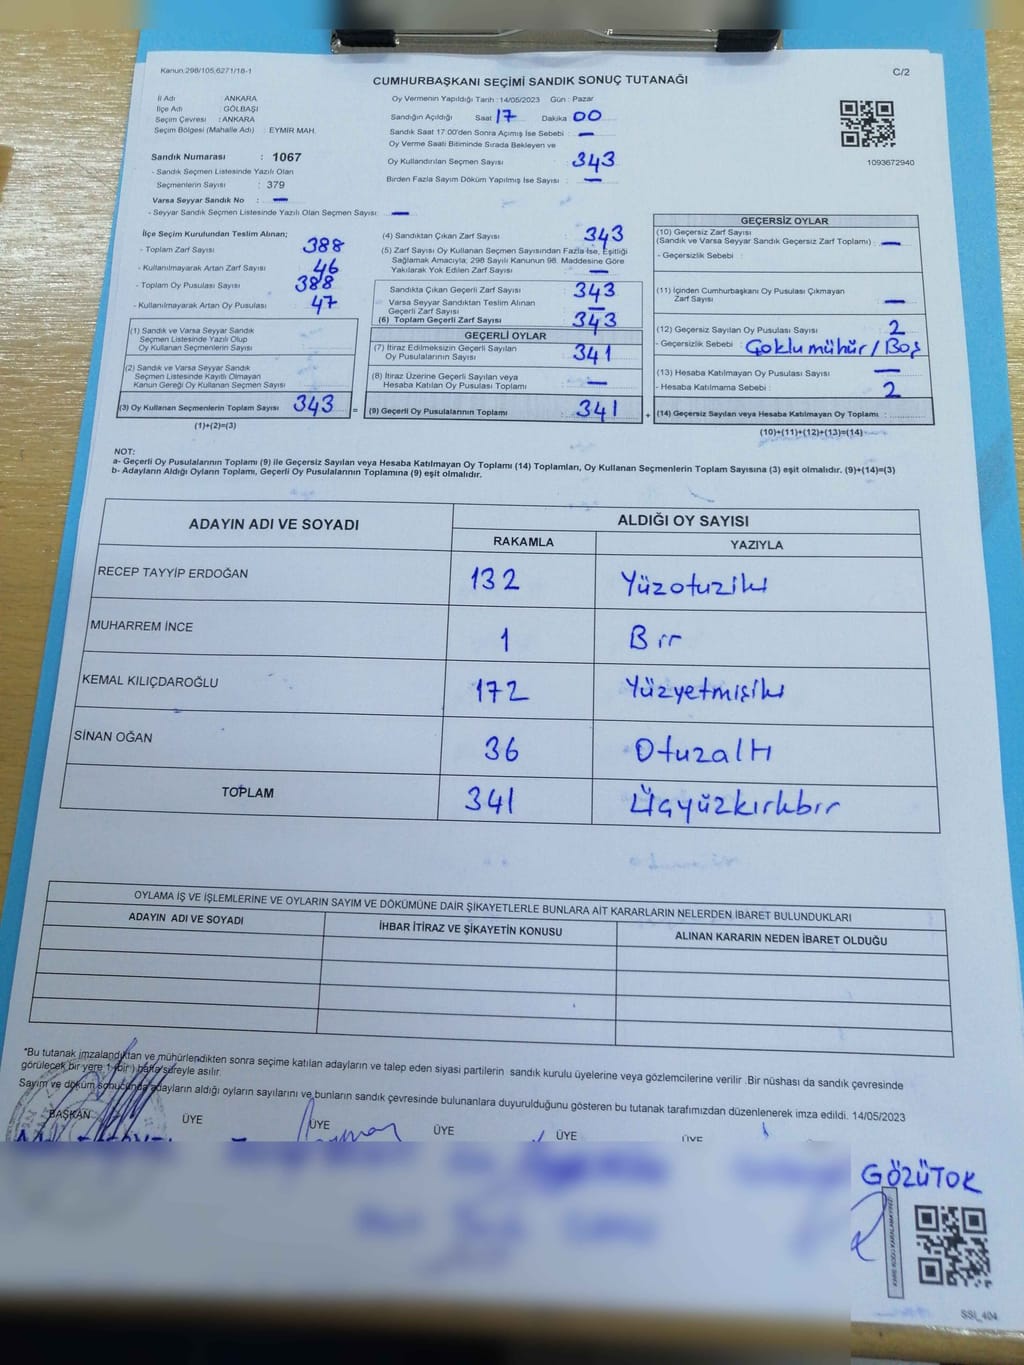 Kanun:298/105,6271/18-1
C/2
CUMHURBAŞKANI SEÇİMİ SANDIK SONUÇ TUTANAĞI
İl Adı : ANKARA
İlçe Adı : GÖLBAŞI
Seçim Çevresi : ANKARA
Seçim Bölgesi (Mahalle Adı) : EYMİR MAH.
Sandık Numarası : 1067
- Sandık Seçmen Listesinde Yazılı Olan
Seçmenlerin Sayısı : 379
Varsa Seyyar Sandık No : —
- Seyyar Sandık Seçmen Listesinde Yazılı Olan Seçmen Sayısı : —
Oy Vermenin Yapıldığı Tarih : 14/05/2023 Gün : Pazar
Sandığın Açıldığı Saat 17 Dakika 00
Sandık Saat 17.00'den Sonra Açılmış İse Sebebi : —
Oy Verme Saati Bitiminde Sırada Bekleyen ve
Oy Kullandırılan Seçmen Sayısı : 343
Birden Fazla Sayım Döküm Yapılmış İse Sayısı : —
1093672940
İlçe Seçim Kurulundan Teslim Alınan;
- Toplam Zarf Sayısı : 388
- Kullanılmayarak Artan Zarf Sayısı : 46
- Toplam Oy Pusulası Sayısı : 388
- Kullanılmayarak Artan Oy Pusulası : 47
(1) Sandık ve Varsa Seyyar Sandık
Seçmen Listesinde Yazılı Olup
Oy Kullanan Seçmenlerin Sayısı :
(2) Sandık ve Varsa Seyyar Sandık
Seçmen Listesinde Kayıtlı Olmayan
Kanun Gereği Oy Kullanan Seçmen Sayısı :
(3) Oy Kullanan Seçmenlerin Toplam Sayısı : 343 =
(1)+(2)=(3)
(4) Sandıktan Çıkan Zarf Sayısı : 343
(5) Zarf Sayısı Oy Kullanan Seçmen Sayısından Fazla İse, Eşitliği
Sağlamak Amacıyla; 298 Sayılı Kanunun 98. Maddesine Göre
Yakılarak Yok Edilen Zarf Sayısı : —
Sandıkta Çıkan Geçerli Zarf Sayısı : 343
Varsa Seyyar Sandıktan Teslim Alınan
Geçerli Zarf Sayısı : —
(6) Toplam Geçerli Zarf Sayısı : 343
GEÇERLİ OYLAR
(7) İtiraz Edilmeksizin Geçerli Sayılan
Oy Pusulalarının Sayısı : 341
(8) İtiraz Üzerine Geçerli Sayılan veya
Hesaba Katılan Oy Pusulası Toplamı : —
(9) Geçerli Oy Pusulalarının Toplamı : 341 +
GEÇERSİZ OYLAR
(10) Geçersiz Zarf Sayısı
(Sandık ve Varsa Seyyar Sandık Geçersiz Zarf Toplamı) : —
- Geçersizlik Sebebi :
(11) İçinden Cumhurbaşkanı Oy Pusulası Çıkmayan
Zarf Sayısı : —
(12) Geçersiz Sayılan Oy Pusulası Sayısı : 2
- Geçersizlik Sebebi : Çoklu mühür / Boş
(13) Hesaba Katılmayan Oy Pusulası Sayısı : —
- Hesaba Katılmama Sebebi : 2
(14) Geçersiz Sayılan veya Hesaba Katılmayan Oy Toplamı :
(10)+(11)+(12)+(13)=(14)
NOT:
a- Geçerli Oy Pusulalarının Toplamı (9) ile Geçersiz Sayılan veya Hesaba Katılmayan Oy Toplamı (14) Toplamları, Oy Kullanan Seçmenlerin Toplam Sayısına (3) eşit olmalıdır. (9)+(14)=(3)
b- Adayların Aldığı Oyların Toplamı, Geçerli Oy Pusulalarının Toplamına (9) eşit olmalıdır.
ADAYIN ADI VE SOYADI
ALDIĞI OY SAYISI
RAKAMLA YAZIYLA
RECEP TAYYİP ERDOĞAN 132 Yüzotuziki
MUHARREM İNCE 1 Bir
KEMAL KILIÇDAROĞLU 172 Yüzyetmişiki
SİNAN OĞAN 36 Otuzaltı
TOPLAM 341 Üçyüzkırkbir
OYLAMA İŞ VE İŞLEMLERİNE VE OYLARIN SAYIM VE DÖKÜMÜNE DAİR ŞİKAYETLERLE BUNLARA AİT KARARLARIN NELERDEN İBARET BULUNDUKLARI
ADAYIN ADI VE SOYADI İHBAR İTİRAZ VE ŞİKAYETİN KONUSU ALINAN KARARIN NEDEN İBARET OLDUĞU
*Bu tutanak imzalandıktan ve mühürlendikten sonra seçime katılan adayların ve talep eden siyasi partilerin sandık kurulu üyelerine veya gözlemcilerine verilir .Bir nüshası da sandık çevresinde
görülecek bir yere 1 (bir ) hafta süreyle asılır.
Sayım ve döküm sonucunda adayların aldığı oyların sayılarını ve bunların sandık çevresinde bulunanlara duyurulduğunu gösteren bu tutanak tarafımızdan düzenlenerek imza edildi. 14/05/2023
BAŞKAN ÜYE ÜYE ÜYE ÜYE ÜYE
GÖZÜTOK
SSİ_404